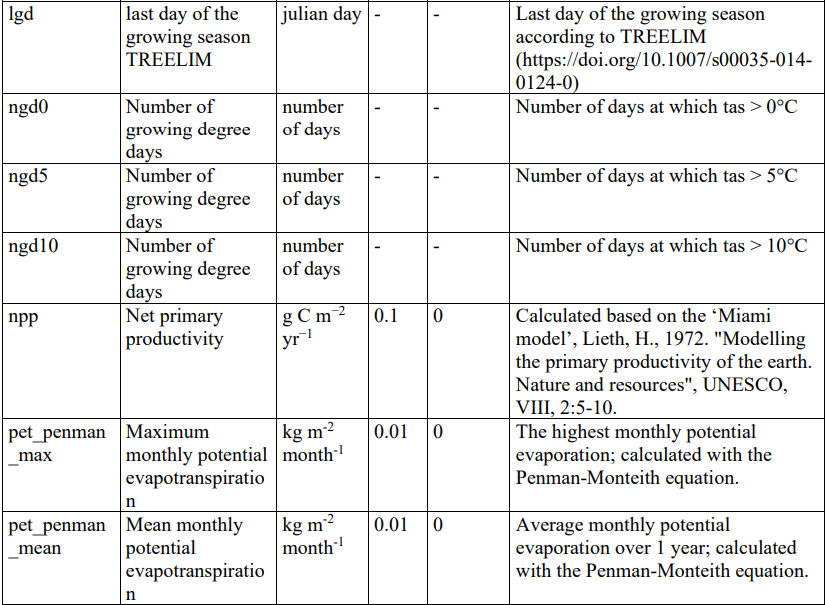 lgd
last day of the
growing season
TREELIM
julian day
-
-
Last day of the growing season
according to TREELIM
(https://doi.org/10.1007/s00035-014-
0124-0)
ngd0
Number of
growing degree
days
number
of days
-
-
Number of days at which tas > 0°C
ngd5
Number of
growing degree
days
number
of days
-
-
Number of days at which tas > 5°C
ngd10
Number of
growing degree
days
number
of days
-
-
Number of days at which tas > 10°C
npp
Net primary
productivity
g C m⁻²
yr⁻¹
0.1
0
Calculated based on the ‘Miami
model’, Lieth, H., 1972. "Modelling
the primary productivity of the earth.
Nature and resources", UNESCO,
VIII, 2:5-10.
pet_penman
_max
Maximum
monthly potential
evapotranspiratio
n
kg m⁻²
month⁻¹
0.01
0
The highest monthly potential
evaporation; calculated with the
Penman-Monteith equation.
pet_penman
_mean
Mean monthly
potential
evapotranspiratio
n
kg m⁻²
month⁻¹
0.01
0
Average monthly potential
evaporation over 1 year; calculated
with the Penman-Monteith equation.